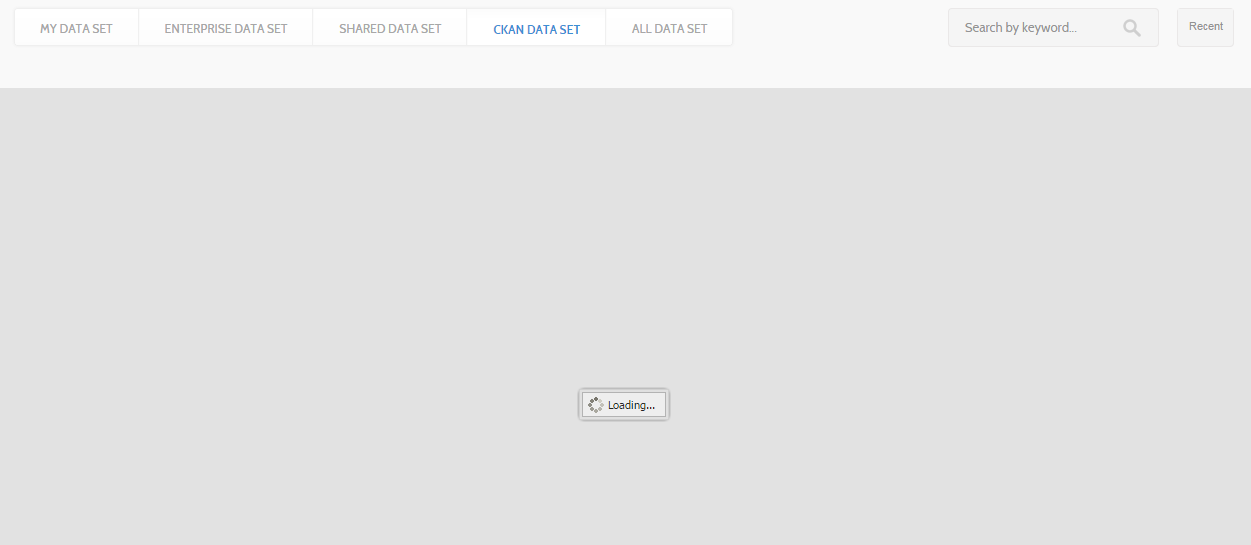 MY DATA SET
ENTERPRISE DATA SET
SHARED DATA SET
CKAN DATA SET
ALL DATA SET
Search by keyword...
Recent
Loading...